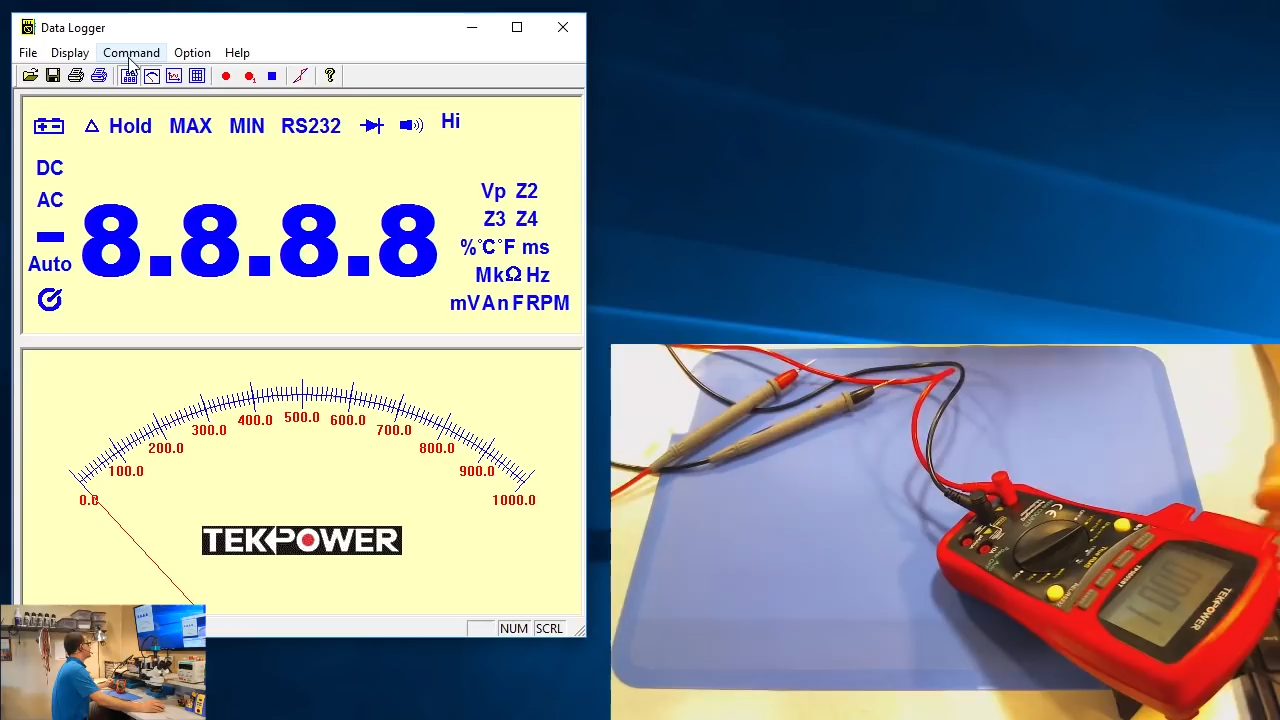 Data Logger
File Display Command Option Help
Hold MAX MIN RS232 Hi
DC
AC
Auto
8.8.8.8
Vp Z2
Z3 Z4
%°C°F ms
MkΩ Hz
mVAnFRPM
0.0 100.0 200.0 300.0 400.0 500.0 600.0 700.0 800.0 900.0 1000.0
TEKPOWER
NUM SCRL
TEKPOWER